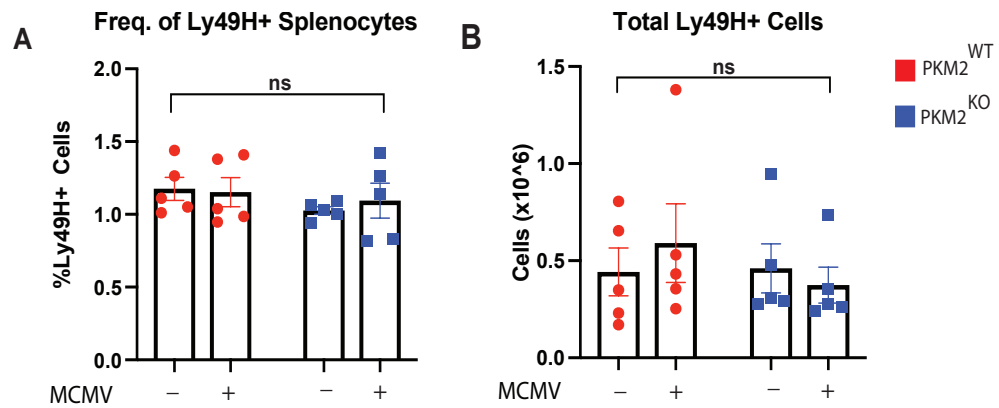 A
Freq. of Ly49H+ Splenocytes
%Ly49H+ Cells
2.0
1.5
1.0
0.5
0.0
ns
MCMV – + – +
B
Total Ly49H+ Cells
Cells (x10^6)
1.5
1.0
0.5
0.0
ns
MCMV – + – +
PKM2WT
PKM2KO